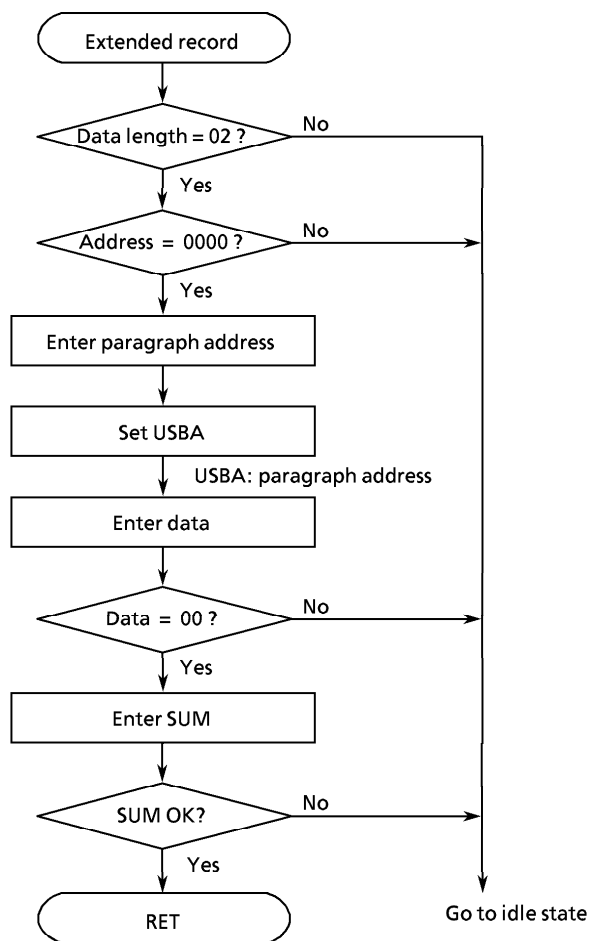 Extended record
Data length = 02 ?
No
Yes
Address = 0000 ?
No
Yes
Enter paragraph address
Set USBA
USBA: paragraph address
Enter data
Data = 00 ?
No
Yes
Enter SUM
SUM OK?
No
Yes
RET
Go to idle state